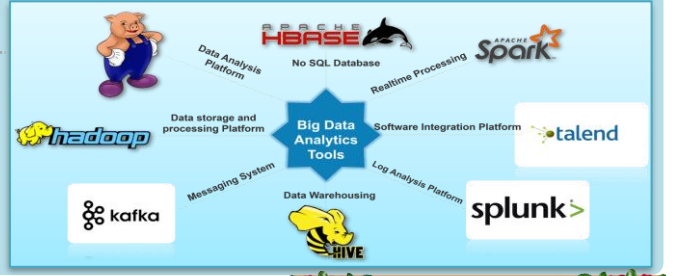 APACHE
HBASE
No SQL Database
APACHE
Spark
Realtime Processing
Data Analysis
Platform
hadoop
Data storage and
processing Platform
Big Data
Analytics
Tools
Software Integration Platform
talend
Messaging System
kafka
Data Warehousing
HIVE
Log Analysis Platform
splunk>